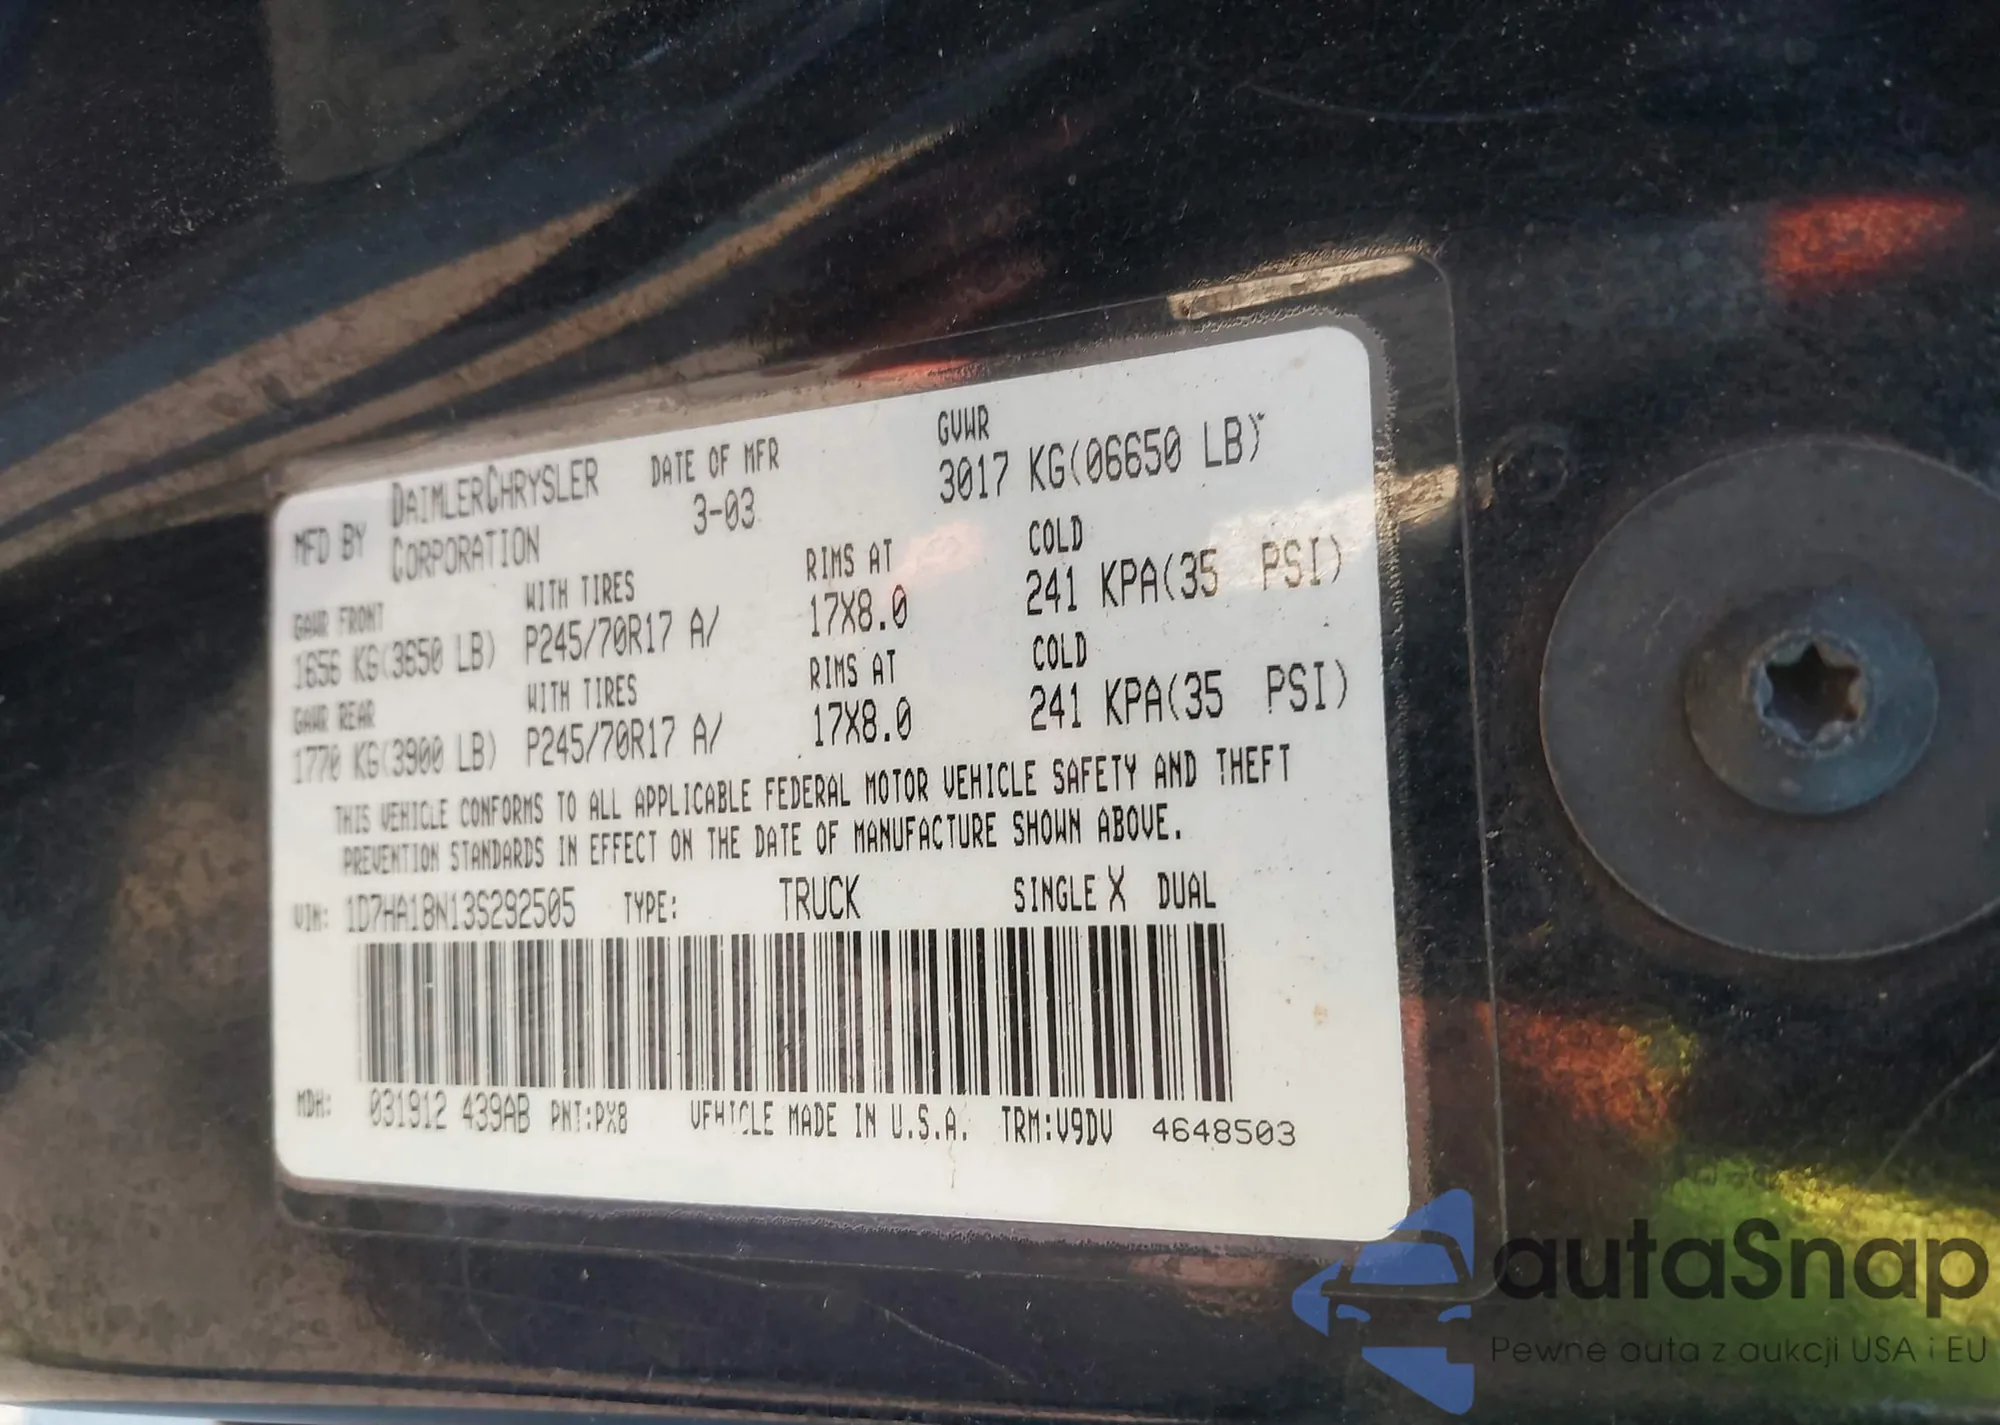 MFD BY DAIMLERCHRYSLER CORPORATION DATE OF MFR 3-03 GVWR 3017 KG(06650 LB)
GAWR FRONT WITH TIRES RIMS AT COLD
1656 KG(3650 LB) P245/70R17 A/ 17X8.0 241 KPA(35 PSI)
GAWR REAR WITH TIRES RIMS AT COLD
1770 KG(3900 LB) P245/70R17 A/ 17X8.0 241 KPA(35 PSI)
THIS VEHICLE CONFORMS TO ALL APPLICABLE FEDERAL MOTOR VEHICLE SAFETY AND THEFT
PREVENTION STANDARDS IN EFFECT ON THE DATE OF MANUFACTURE SHOWN ABOVE.
VIN: 1D7HA18N13S292505 TYPE: TRUCK SINGLE X DUAL
MDH: 031912 439AB PNT:PX8 VEHICLE MADE IN U.S.A. TRM:V9DV 4648503
autaSnap
Pewne auta z aukcji USA i EU